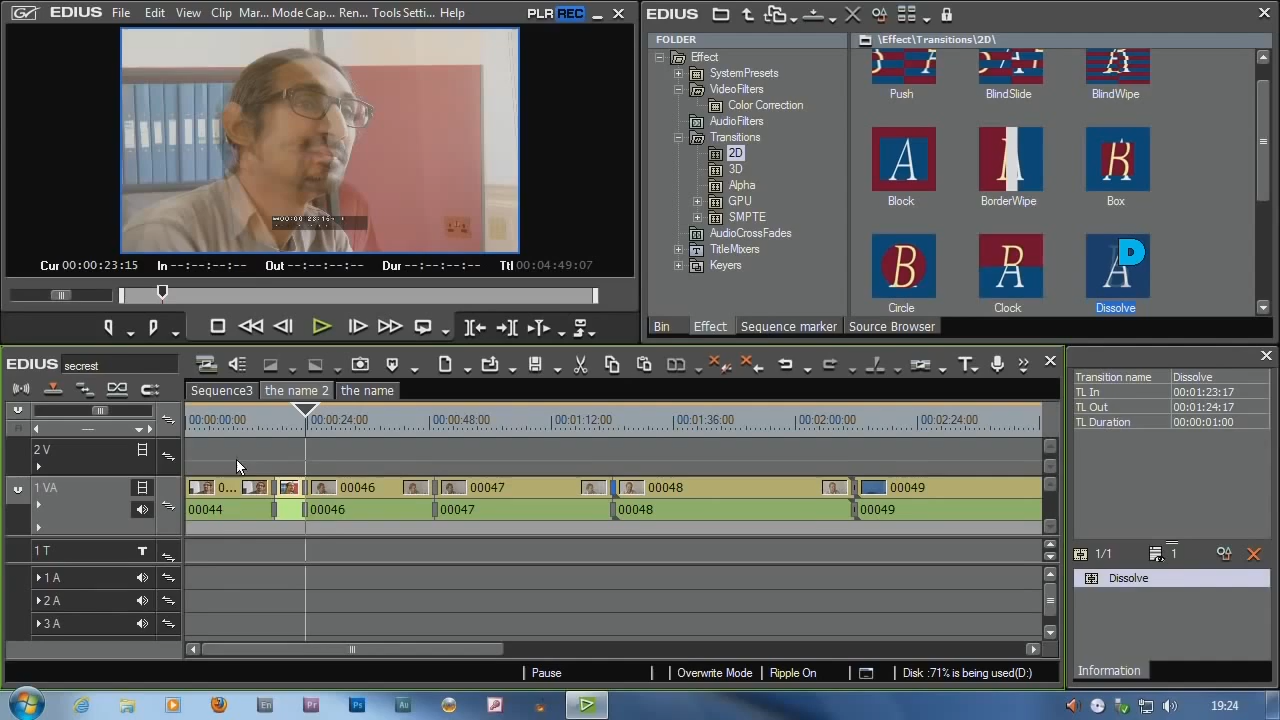 EDIUS File Edit View Clip Mar... Mode Cap... Ren... Tools Setti... Help PLR REC
Cur 00:00:23:15 In --:--:--:-- Out --:--:--:-- Dur --:--:--:-- Ttl 00:04:49:07
EDIUS
FOLDER
Effect
SystemPresets
VideoFilters
Color Correction
AudioFilters
Transitions
2D
3D
Alpha
GPU
SMPTE
AudioCrossFades
TitleMixers
Keyers
\Effect\Transitions\2D\
Push BlindSlide BlindWipe
Block BorderWipe Box
Circle Clock Dissolve
Bin Effect Sequence marker Source Browser
EDIUS secrest
Sequence3 the name 2 the name
00:00:00:00 00:00:24:00 00:00:48:00 00:01:12:00 00:01:36:00 00:02:00:00 00:02:24:00
2 V
1 VA 0... 00046 00047 00048 00049
00044 00046 00047 00048 00049
1 T T
1 A
2 A
3 A
Pause Overwrite Mode Ripple On Disk :71% is being used(D:)
Transition name Dissolve
TL In 00:01:23:17
TL Out 00:01:24:17
TL Duration 00:00:01:00
1/1 1
Dissolve
Information
En Pr Ps Au 19:24